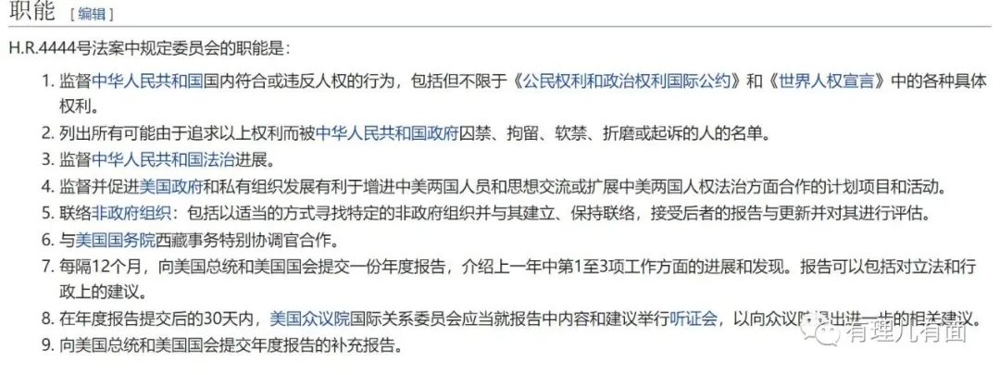 职能 [编辑]
H.R.4444号法案中规定委员会的职能是：
1. 监督中华人民共和国国内符合或违反人权的行为，包括但不限于《公民权利和政治权利国际公约》和《世界人权宣言》中的各种具体
权利。
2. 列出所有可能由于追求以上权利而被中华人民共和国政府囚禁、拘留、软禁、折磨或起诉的人的名单。
3. 监督中华人民共和国法治进展。
4. 监督并促进美国政府和私有组织发展有利于增进中美两国人员和思想交流或扩展中美两国人权法治方面合作的计划项目和活动。
5. 联络非政府组织：包括以适当的方式寻找特定的非政府组织并与其建立、保持联络，接受后者的报告与更新并对其进行评估。
6. 与美国国务院西藏事务特别协调官合作。
7. 每隔12个月，向美国总统和美国国会提交一份年度报告，介绍上一年中第1至3项工作方面的进展和发现。报告可以包括对立法和行
政上的建议。
8. 在年度报告提交后的30天内，美国众议院国际关系委员会应当就报告中内容和建议举行听证会，以向众议院提出进一步的相关建议。
9. 向美国总统和美国国会提交年度报告的补充报告。
有理儿有面